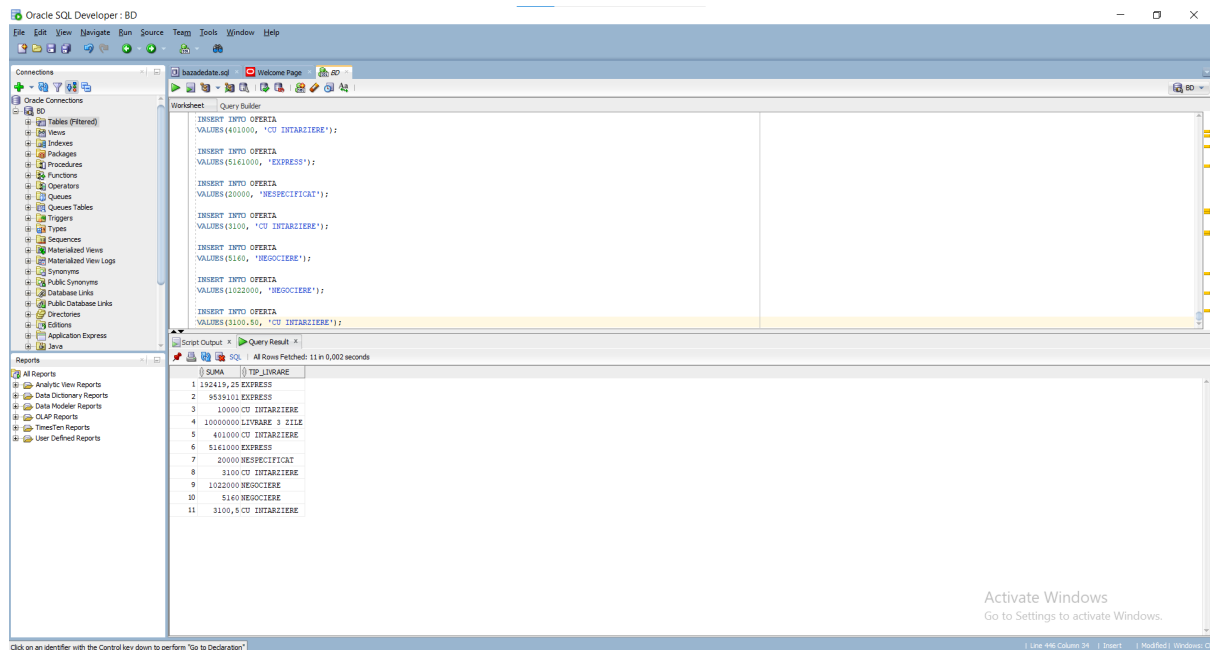 Oracle SQL Developer : BD
File Edit View Navigate Run Source Team Tools Window Help
Connections
bazadedate.sql Welcome Page BD
BD
Worksheet Query Builder
Oracle Connections
BD
Tables (Filtered)
Views
Indexes
Packages
Procedures
Functions
Operators
Queues
Queues Tables
Triggers
Types
Sequences
Materialized Views
Materialized View Logs
Synonyms
Public Synonyms
Database Links
Public Database Links
Directories
Editions
Application Express
Java
INSERT INTO OFERTA
VALUES(401000, 'CU INTARZIERE');
INSERT INTO OFERTA
VALUES(5161000, 'EXPRESS');
INSERT INTO OFERTA
VALUES(20000, 'NESPECIFICAT');
INSERT INTO OFERTA
VALUES(3100, 'CU INTARZIERE');
INSERT INTO OFERTA
VALUES(5160, 'NEGOCIERE');
INSERT INTO OFERTA
VALUES(1022000, 'NEGOCIERE');
INSERT INTO OFERTA
VALUES(3100.50, 'CU INTARZIERE');
Reports
All Reports
Analytic View Reports
Data Dictionary Reports
Data Modeler Reports
OLAP Reports
TimesTen Reports
User Defined Reports
Script Output x Query Result x
SQL | All Rows Fetched: 11 in 0,002 seconds
SUMA TIP_LIVRARE
1 192419,25 EXPRESS
2 9539101 EXPRESS
3 10000 CU INTARZIERE
4 10000000 LIVRARE 3 ZILE
5 401000 CU INTARZIERE
6 5161000 EXPRESS
7 20000 NESPECIFICAT
8 3100 CU INTARZIERE
9 1022000 NEGOCIERE
10 5160 NEGOCIERE
11 3100,5 CU INTARZIERE
Activate Windows
Go to Settings to activate Windows.
Click on an identifier with the Control key down to perform "Go to Declaration"
| Line 446 Column 34 | Insert | Modified | Windows: C